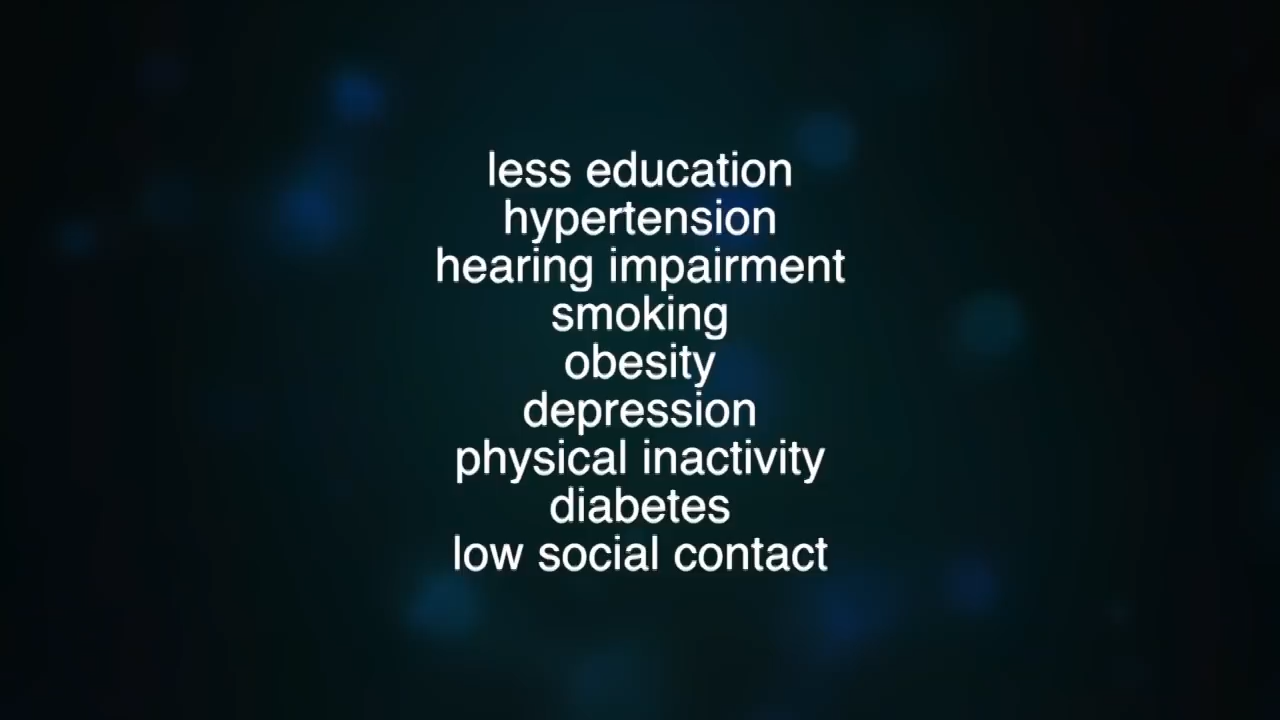 less education
hypertension
hearing impairment
smoking
obesity
depression
physical inactivity
diabetes
low social contact